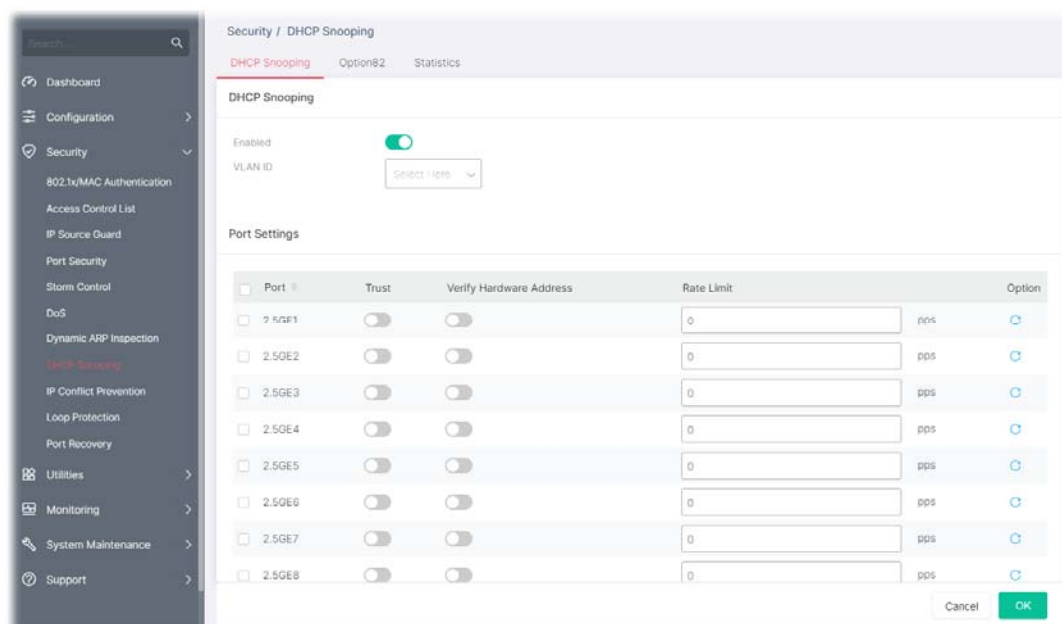 Search...
Dashboard
Configuration
Security
802.1x/MAC Authentication
Access Control List
IP Source Guard
Port Security
Storm Control
DoS
Dynamic ARP Inspection
DHCP Snooping
IP Conflict Prevention
Loop Protection
Port Recovery
Utilities
Monitoring
System Maintenance
Support
Security / DHCP Snooping
DHCP Snooping Option82 Statistics
DHCP Snooping
Enabled
VLAN ID Select Here
Port Settings
Port Trust Verify Hardware Address Rate Limit Option
2.5GE1 0 pps
2.5GE2 0 pps
2.5GE3 0 pps
2.5GE4 0 pps
2.5GE5 0 pps
2.5GE6 0 pps
2.5GE7 0 pps
2.5GE8 0 pps
Cancel OK